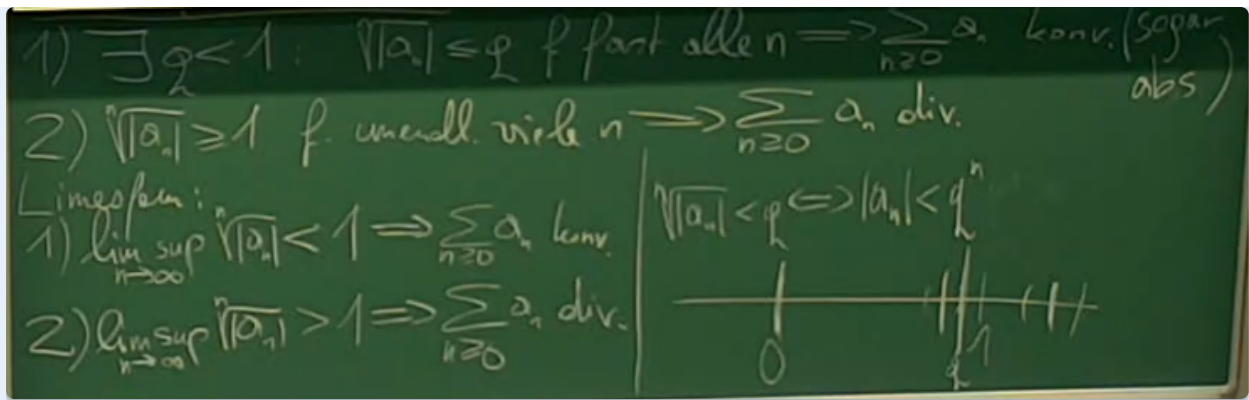 1) ∃ q < 1 : ⁿ√|aₙ| ≤ q f fast alle n ⟹ ∑_{n≥0} aₙ konv. (sogar
abs)
2) ⁿ√|aₙ| ≥ 1 f. unendl. viele n ⟹ ∑_{n≥0} aₙ div.
Limesform:
1) lim sup_{n→∞} ⁿ√|aₙ| < 1 ⟹ ∑_{n≥0} aₙ konv.
2) lim sup_{n→∞} ⁿ√|aₙ| > 1 ⟹ ∑_{n≥0} aₙ div.
ⁿ√|aₙ| < q ⟺ |aₙ| < qⁿ
0 q 1